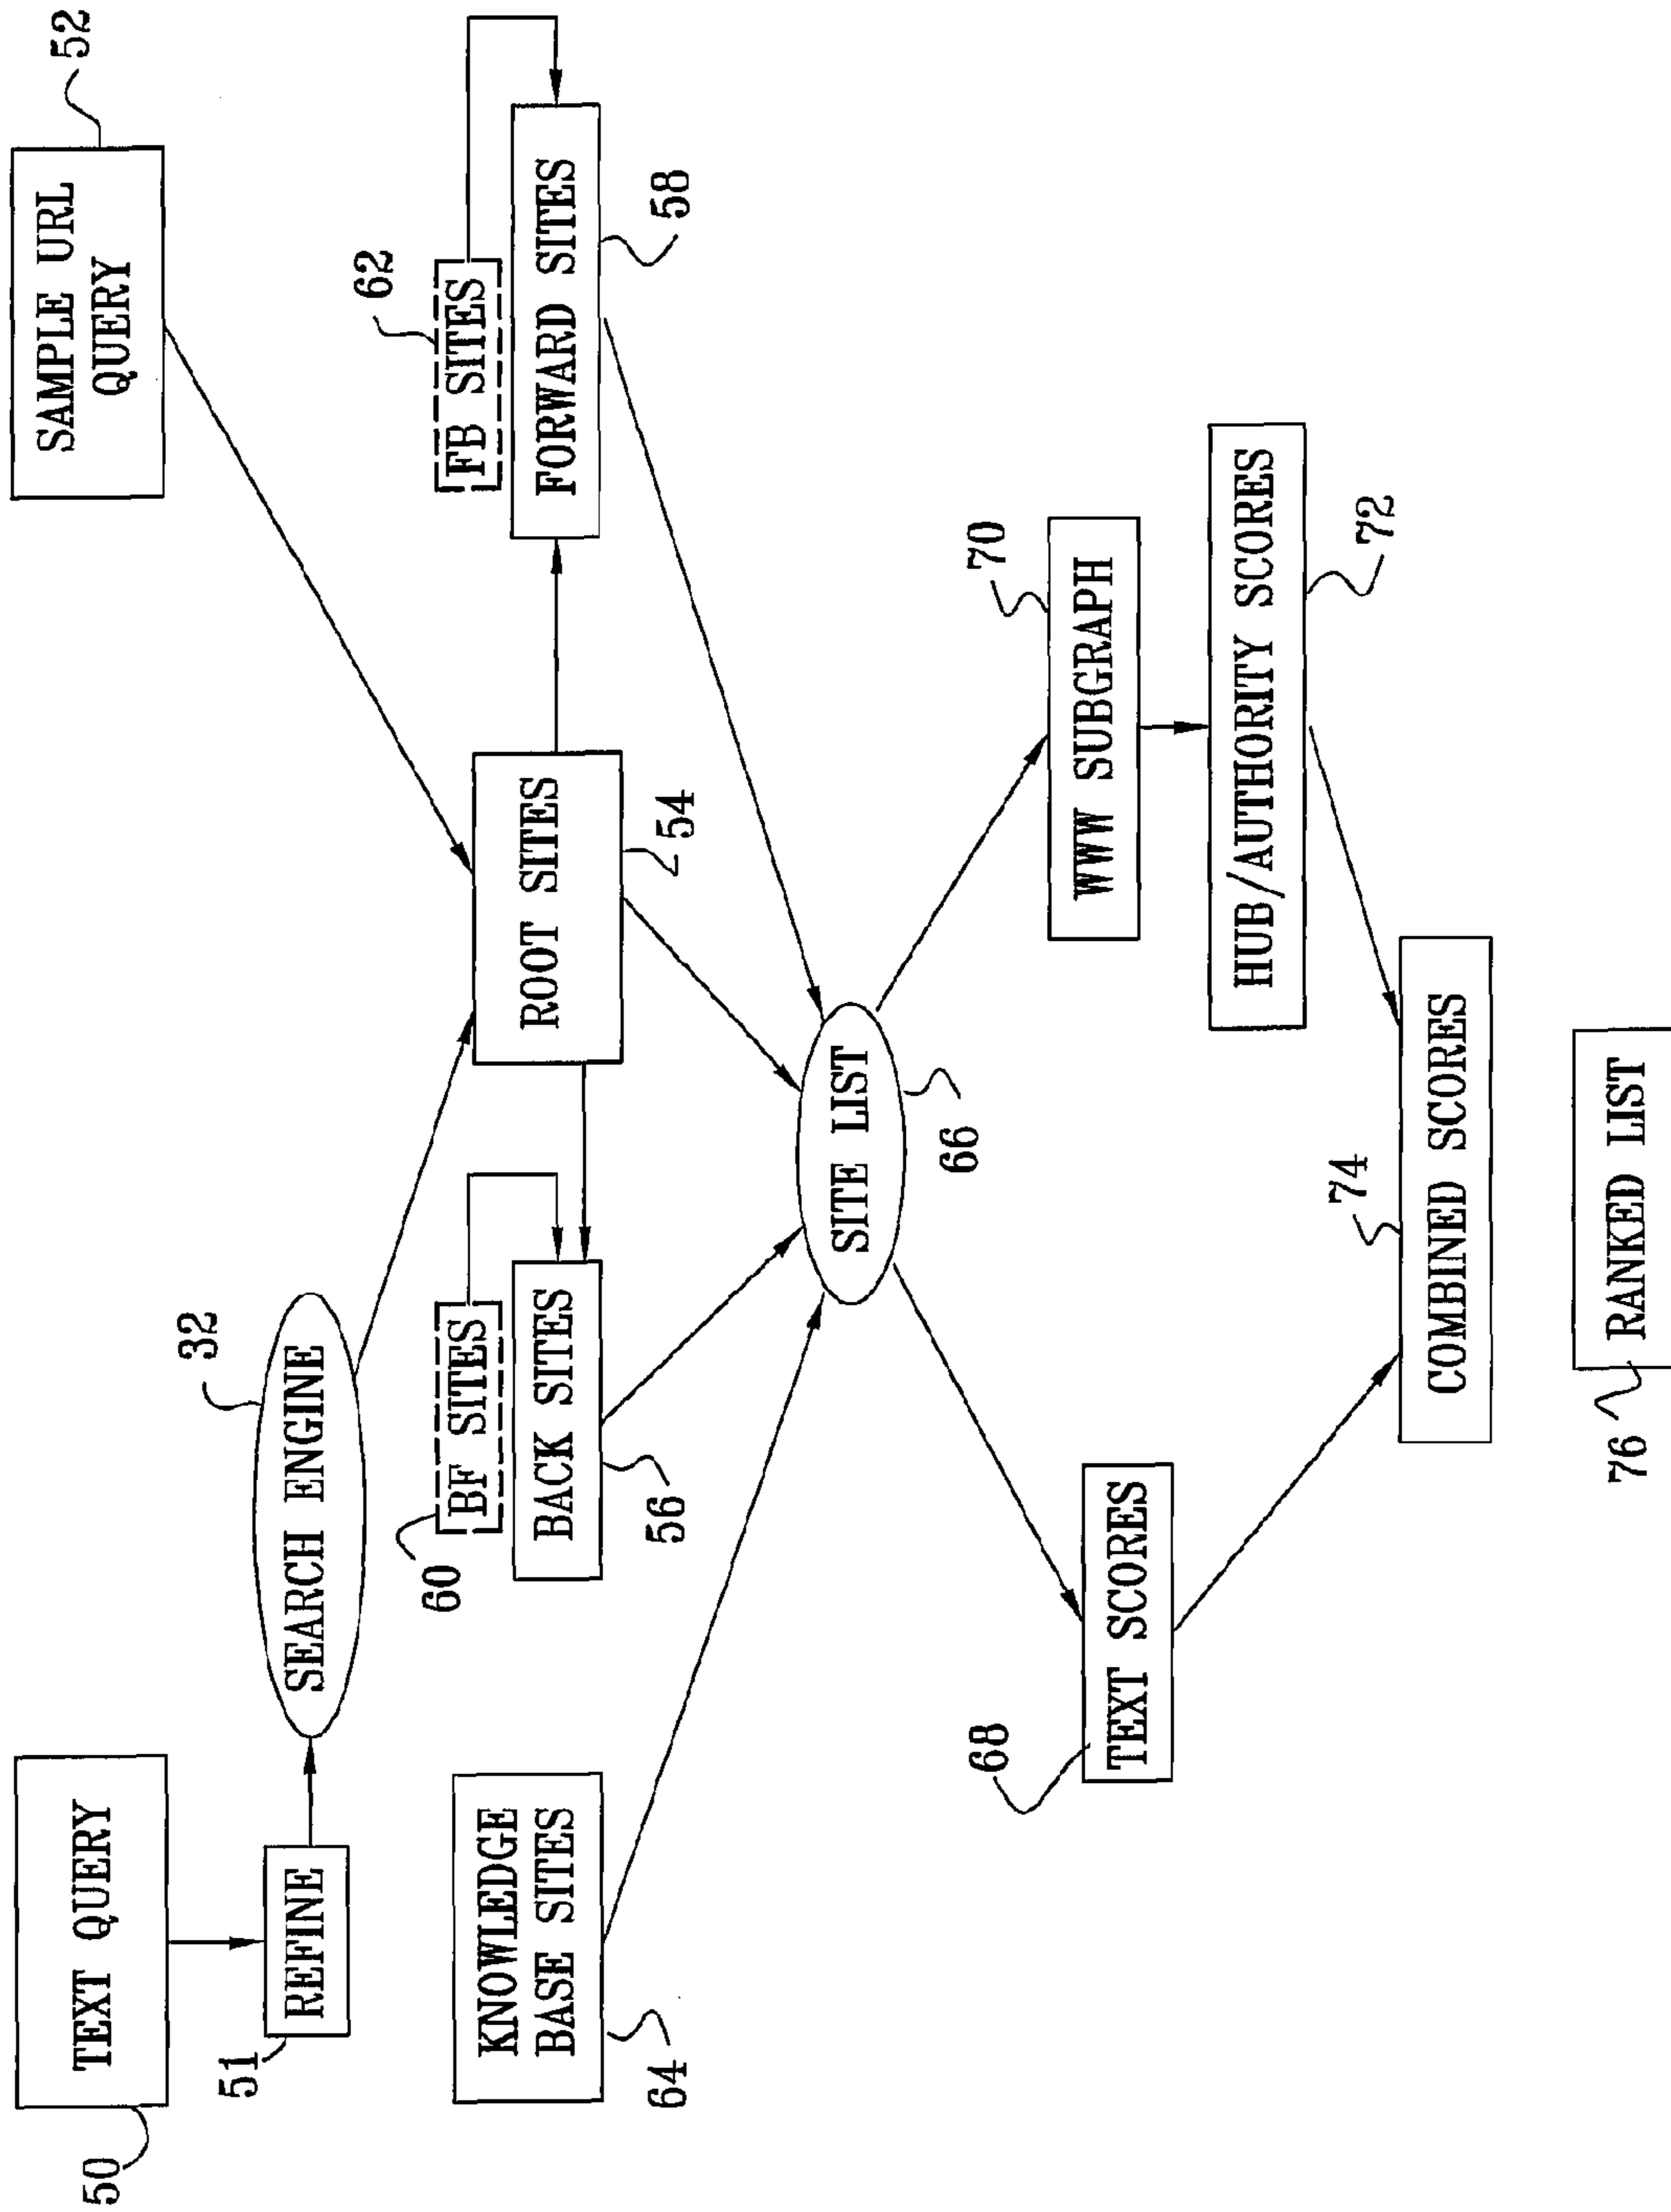 50
TEXT QUERY
SAMPLE URL
QUERY
52
51
REFINE
SEARCH ENGINE
32
KNOWLEDGE
BASE SITES
64
60
BF SITES
BACK SITES
56
ROOT SITES
54
62
FB SITES
FORWARD SITES
58
SITE LIST
66
68
TEXT SCORES
70
WWW SUBGRAPH
HUB/AUTHORITY SCORES
72
74
COMBINED SCORES
76
RANKED LIST